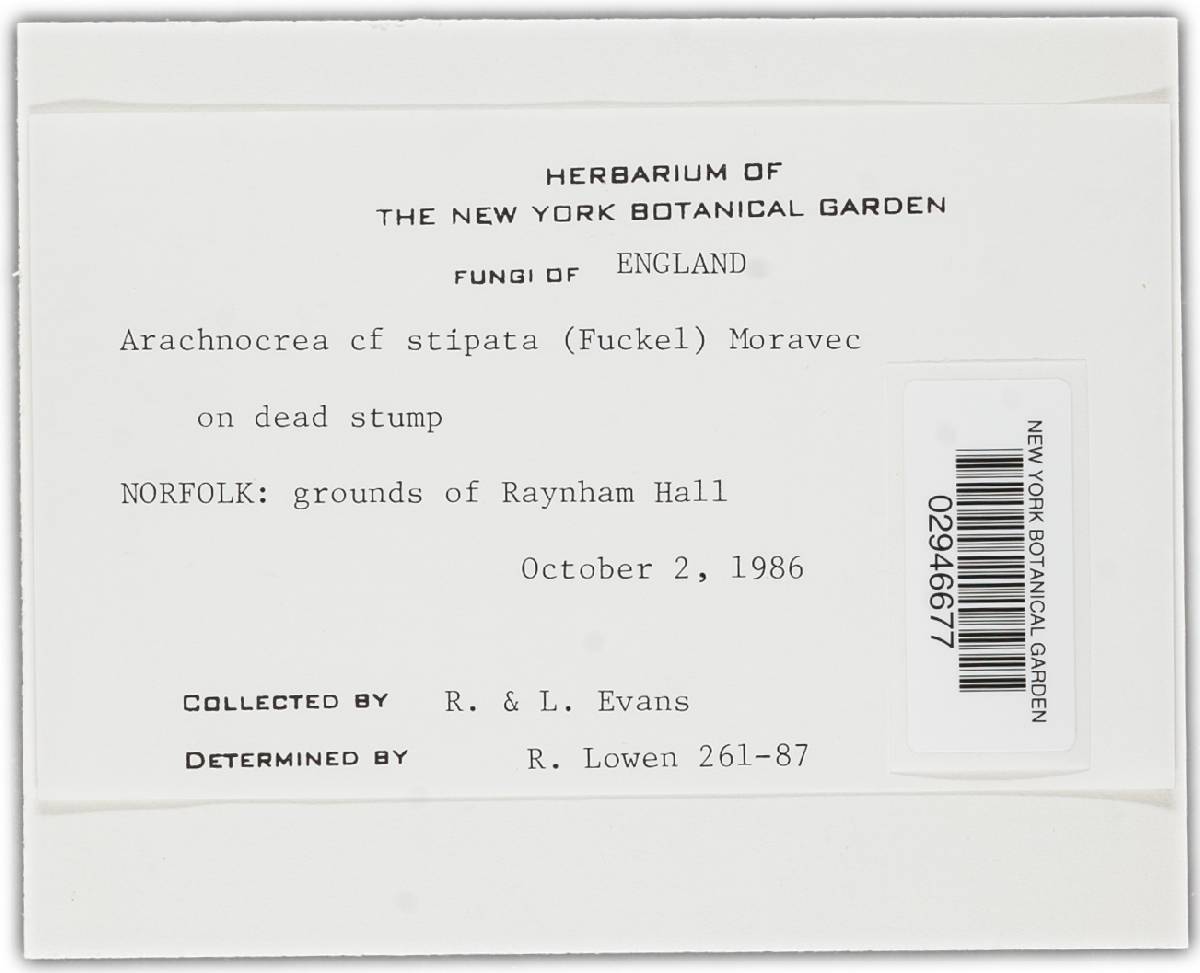 HERBARIUM OF
THE NEW YORK BOTANICAL GARDEN
FUNGI OF ENGLAND
Arachnocrea cf stipata (Fuckel) Moravec
on dead stump
NORFOLK: grounds of Raynham Hall
October 2, 1986
COLLECTED BY R. & L. Evans
DETERMINED BY R. Lowen 261-87
NEW YORK BOTANICAL GARDEN
02946677